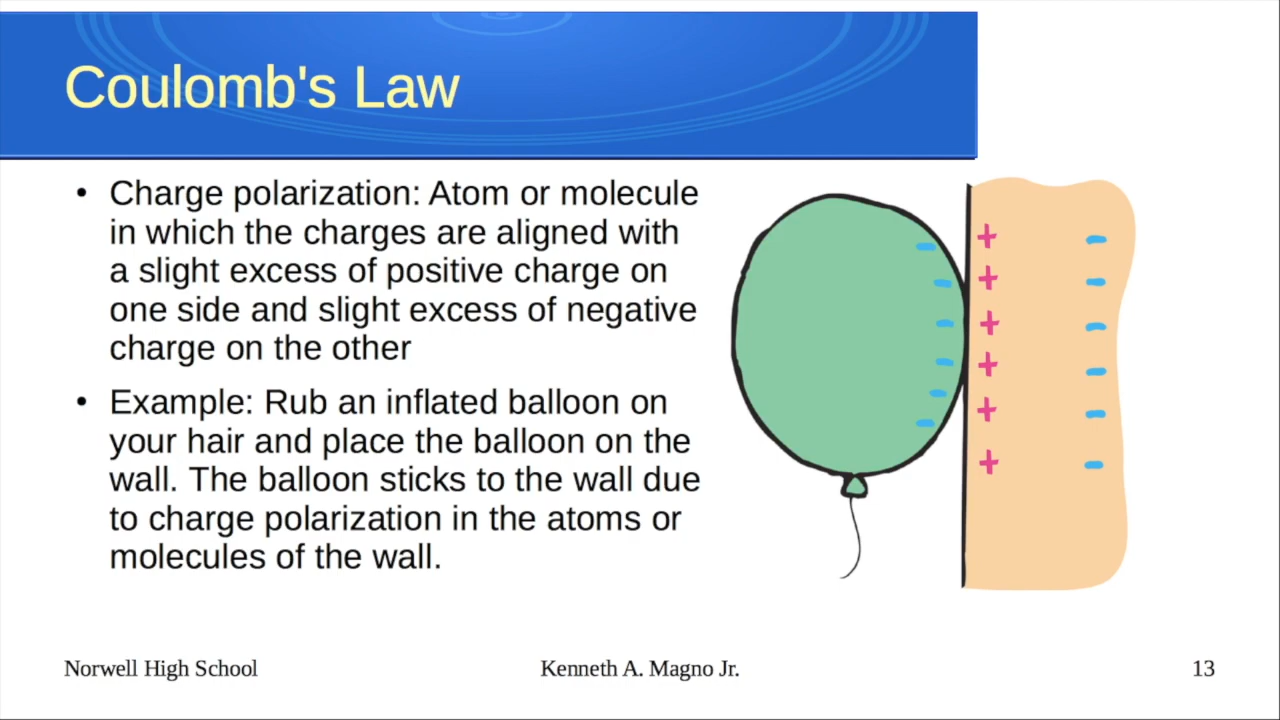 Coulomb's Law
• Charge polarization: Atom or molecule
in which the charges are aligned with
a slight excess of positive charge on
one side and slight excess of negative
charge on the other
• Example: Rub an inflated balloon on
your hair and place the balloon on the
wall. The balloon sticks to the wall due
to charge polarization in the atoms or
molecules of the wall.
Norwell High School
Kenneth A. Magno Jr.
13